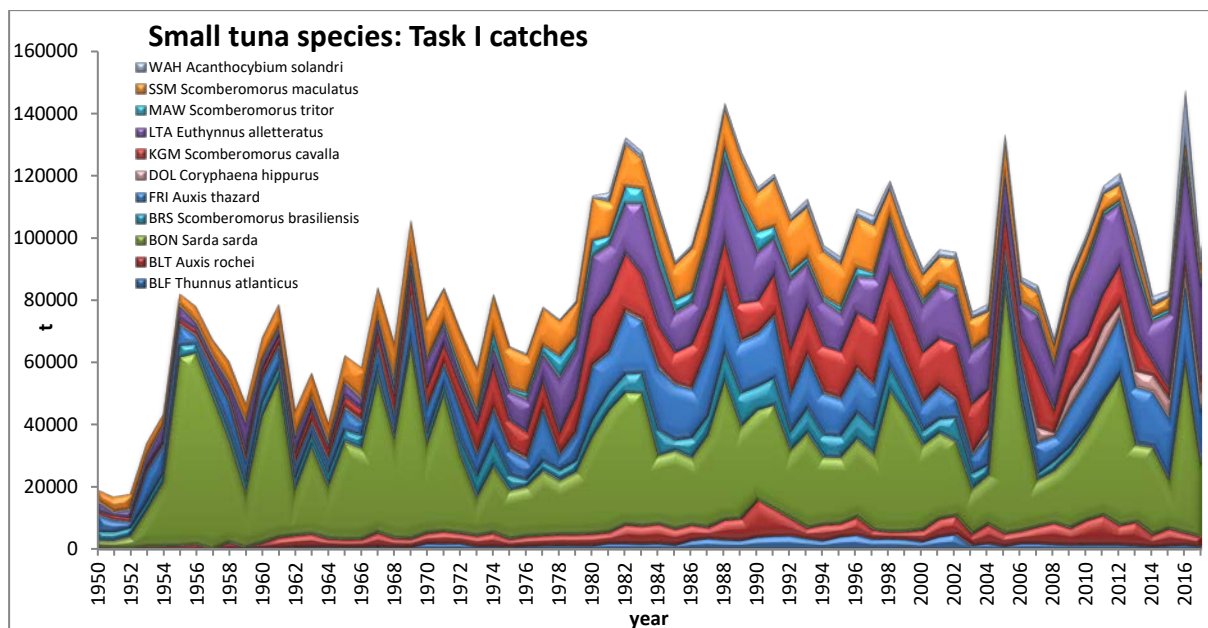 Small tuna species: Task I catches
160000
140000
120000
100000
80000
60000
40000
20000
0
t
WAH Acanthocybium solandri
SSM Scomberomorus maculatus
MAW Scomberomorus tritor
LTA Euthynnus alletteratus
KGM Scomberomorus cavalla
DOL Coryphaena hippurus
FRI Auxis thazard
BRS Scomberomorus brasiliensis
BON Sarda sarda
BLT Auxis rochei
BLF Thunnus atlanticus
1950 1952 1954 1956 1958 1960 1962 1964 1966 1968 1970 1972 1974 1976 1978 1980 1982 1984 1986 1988 1990 1992 1994 1996 1998 2000 2002 2004 2006 2008 2010 2012 2014 2016
year